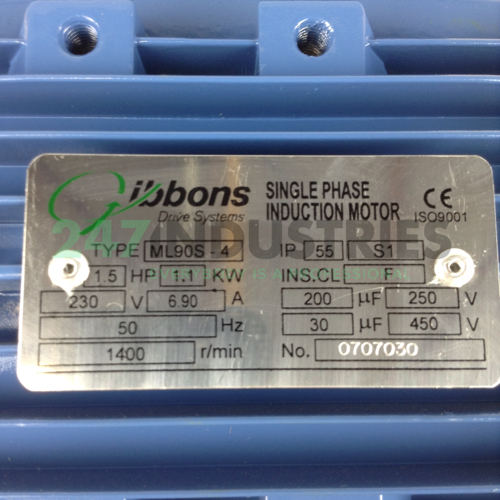 Gibbons
Drive Systems
SINGLE PHASE
INDUCTION MOTOR
CE
ISO9001
247 INDUSTRIES
TYPE ML90S - 4 IP 55 S1
1.5 HP 1.1 KW INS.CL F
230 V 6.90 A 200 µF 250 V
50 Hz 30 µF 450 V
1400 r/min No. 0707030